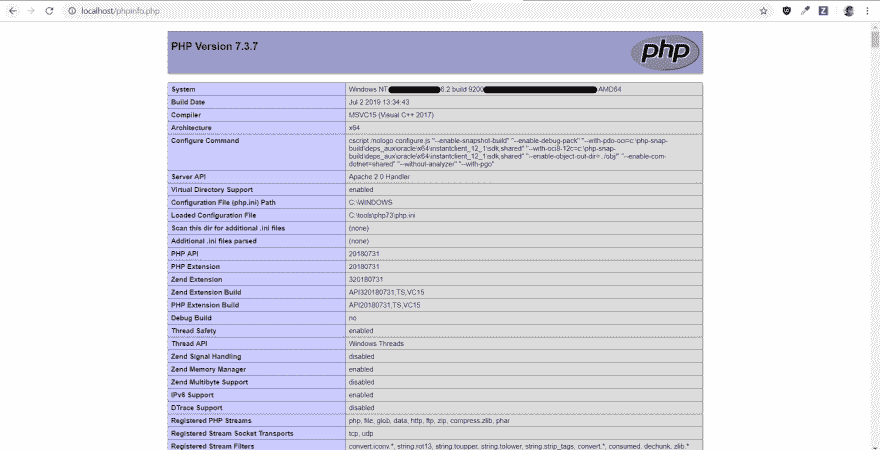 localhost/phpinfo.php
PHP Version 7.3.7
php
System Windows NT 6.2 build 9200 AMD64
Build Date Jul 2 2019 13:34:43
Compiler MSVC15 (Visual C++ 2017)
Architecture x64
Configure Command cscript /nologo configure.js "--enable-snapshot-build" "--enable-debug-pack" "--with-pdo-oci=c:\php-snap-
build\deps_aux\oracle\x64\instantclient_12_1\sdk,shared" "--with-oci8-12c=c:\php-snap-
build\deps_aux\oracle\x64\instantclient_12_1\sdk,shared" "--enable-object-out-dir=../obj/" "--enable-com-
dotnet=shared" "--without-analyzer" "--with-pgo"
Server API Apache 2.0 Handler
Virtual Directory Support enabled
Configuration File (php.ini) Path C:\WINDOWS
Loaded Configuration File C:\tools\php73\php.ini
Scan this dir for additional .ini files (none)
Additional .ini files parsed (none)
PHP API 20180731
PHP Extension 20180731
Zend Extension 320180731
Zend Extension Build API320180731,TS,VC15
PHP Extension Build API20180731,TS,VC15
Debug Build no
Thread Safety enabled
Thread API Windows Threads
Zend Signal Handling disabled
Zend Memory Manager enabled
Zend Multibyte Support disabled
IPv6 Support enabled
DTrace Support disabled
Registered PHP Streams php, file, glob, data, http, ftp, zip, compress.zlib, phar
Registered Stream Socket Transports tcp, udp
Registered Stream Filters convert.iconv.*, string.rot13, string.toupper, string.tolower, string.strip_tags, convert.*, consumed, dechunk, zlib.*